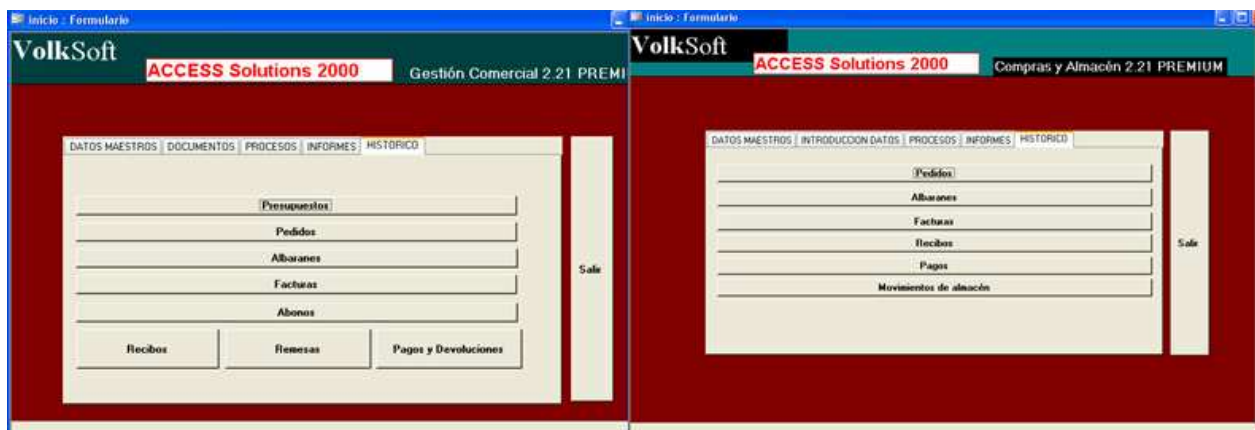 inicio : Formulario
VolkSoft
ACCESS Solutions 2000
Gestión Comercial 2.21 PREMI
DATOS MAESTROS DOCUMENTOS PROCESOS INFORMES HISTORICO
Presupuestos
Pedidos
Albaranes
Facturas
Abonos
Recibos Remesas Pagos y Devoluciones
Salir
inicio : Formulario
VolkSoft
ACCESS Solutions 2000
Compras y Almacén 2.21 PREMIUM
DATOS MAESTROS INTRODUCCION DATOS PROCESOS INFORMES HISTORICO
Pedidos
Albaranes
Facturas
Recibos
Pagos
Movimientos de almacén
Salir